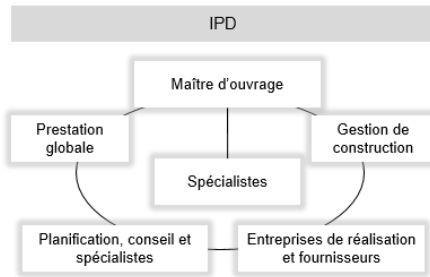 IPD
Maître d'ouvrage
Prestation
globale
Gestion de
construction
Spécialistes
Planification, conseil et
spécialistes
Entreprises de réalisation
et fournisseurs